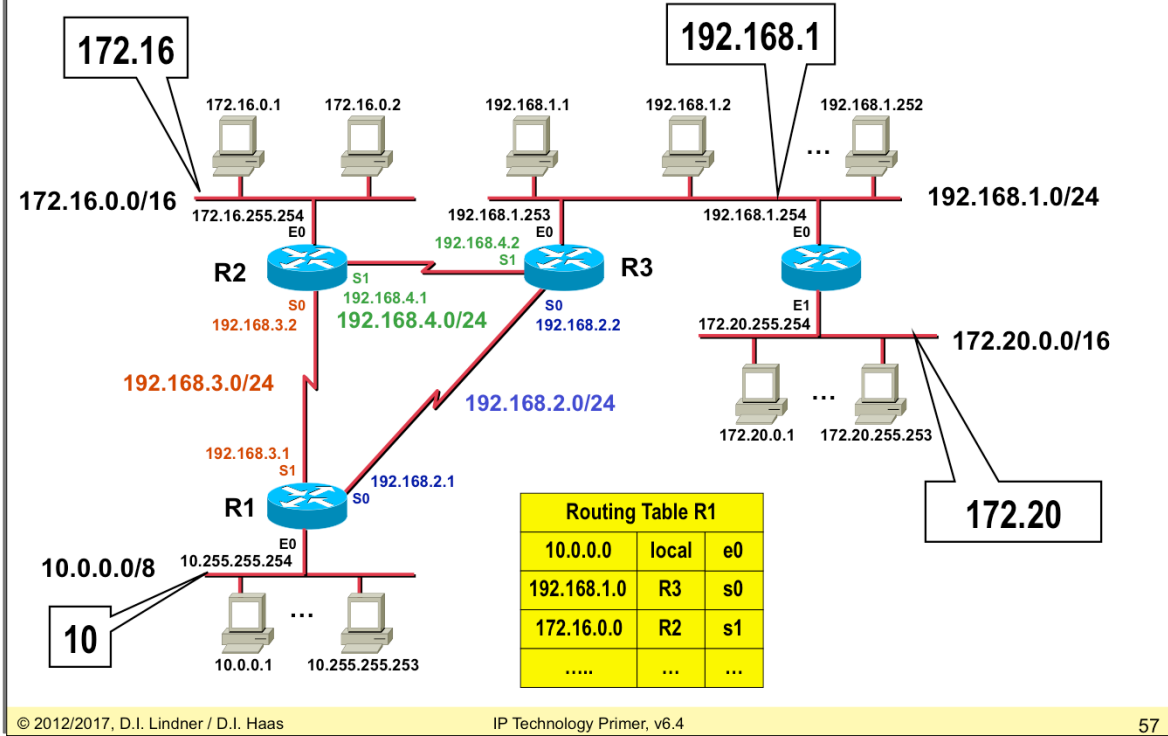 172.16
192.168.1
172.16.0.1
172.16.0.2
192.168.1.1
192.168.1.2
192.168.1.252
...
172.16.0.0/16
172.16.255.254
E0
192.168.1.253
E0
192.168.1.254
E0
192.168.1.0/24
R2
192.168.4.2
S1
R3
S1
192.168.4.1
192.168.4.0/24
S0
192.168.3.2
S0
192.168.2.2
E1
172.20.255.254
172.20.0.0/16
192.168.3.0/24
192.168.2.0/24
...
172.20.0.1
172.20.255.253
192.168.3.1
S1
192.168.2.1
S0
R1
E0
172.20
10.0.0.0/8
10.255.255.254
10
...
10.0.0.1
10.255.255.253
Routing Table R1
10.0.0.0 local e0
192.168.1.0 R3 s0
172.16.0.0 R2 s1
..... ... ...
© 2012/2017, D.I. Lindner / D.I. Haas
IP Technology Primer, v6.4
57